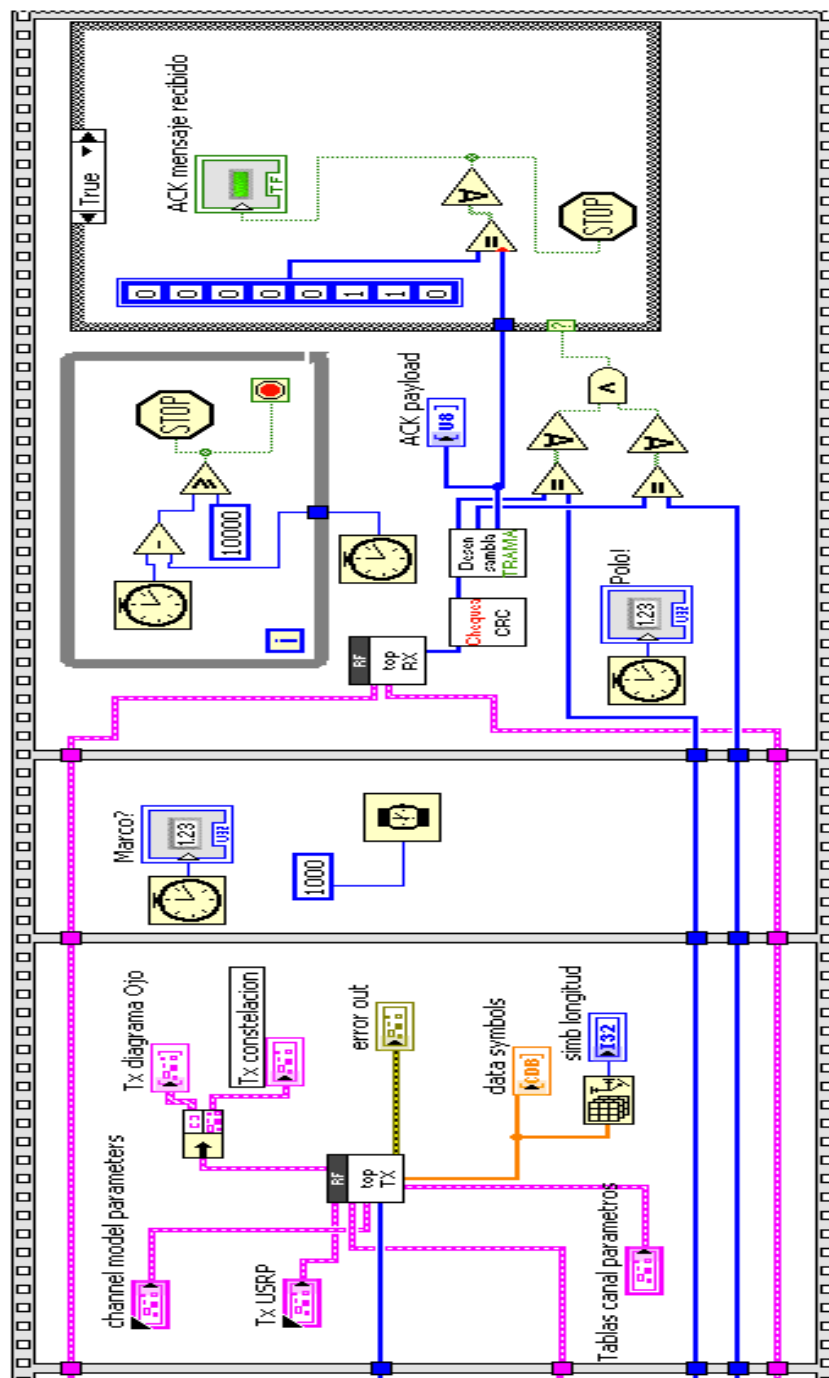 channel model parameters
Tx diagrama Ojo
Tx constelacion
Tx USRP
RF
top
TX
error out
data symbols
[CDB]
simb longitud
I32
Tablas canal parametros
Marco?
1.23
U32
1000
STOP
10000
i
RF
top
RX
Chequea
CRC
Desen
sambla
TRAMA
ACK payload
[U8]
Polo!
1.23
U32
True
ACK mensaje recibido
TF
0
0
0
0
0
1
1
0
?
STOP